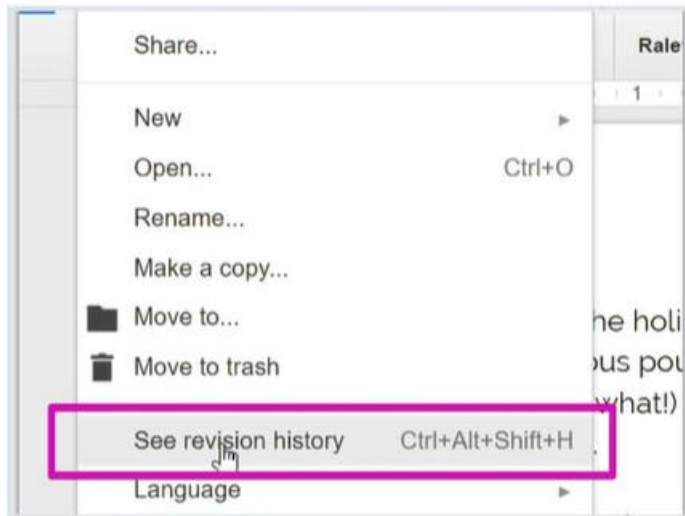 Share...
Rale
1
New
Open... Ctrl+O
Rename...
Make a copy...
Move to...
he holi
Move to trash
ous pou
what!)
See revision history Ctrl+Alt+Shift+H
Language